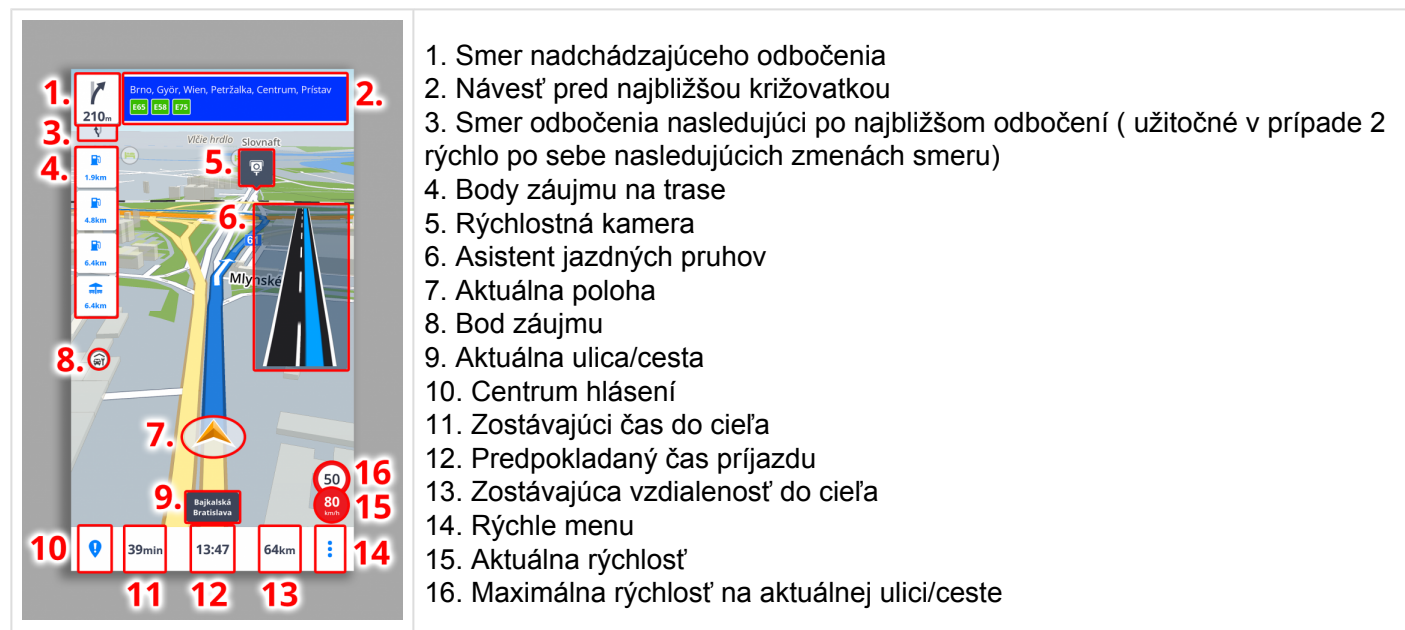 1.
210m
Brno, Györ, Wien, Petržalka, Centrum, Prístav
E65 E58 E75
2.
3.
Vlčie hrdlo
Slovnaft
4.
1.9km
4.8km
6.4km
6.4km
5.
6.
61
Mlynské
8.
7.
50
16
80
km/h
15
9.
Bajkalská
Bratislava
10
39min
13:47
64km
14
11
12
13
1. Smer nadchádzajúceho odbočenia
2. Návesť pred najbližšou križovatkou
3. Smer odbočenia nasledujúci po najbližšom odbočení ( užitočné v prípade 2
rýchlo po sebe nasledujúcich zmenách smeru)
4. Body záujmu na trase
5. Rýchlostná kamera
6. Asistent jazdných pruhov
7. Aktuálna poloha
8. Bod záujmu
9. Aktuálna ulica/cesta
10. Centrum hlásení
11. Zostávajúci čas do cieľa
12. Predpokladaný čas príjazdu
13. Zostávajúca vzdialenosť do cieľa
14. Rýchle menu
15. Aktuálna rýchlosť
16. Maximálna rýchlosť na aktuálnej ulici/ceste